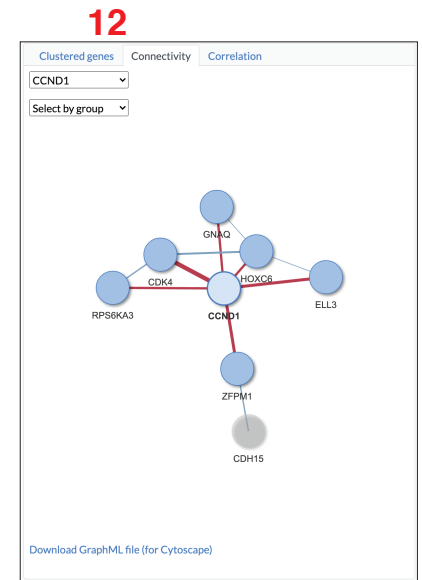 12
Clustered genes Connectivity Correlation
CCND1
Select by group
GNAQ
CDK4 HOXC6
RPS6KA3 CCND1 ELL3
ZFPM1
CDH15
Download GraphML file (for Cytoscape)